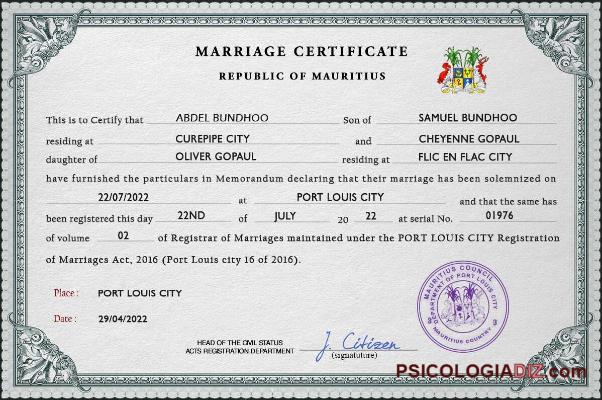 MARRIAGE CERTIFICATE
REPUBLIC OF MAURITIUS
This is to Certify that ABDEL BUNDHOO Son of SAMUEL BUNDHOO
residing at CUREPIPE CITY and CHEYENNE GOPAUL
daughter of OLIVER GOPAUL residing at FLIC EN FLAC CITY
have furnished the particulars in Memorandum declaring that their marriage has been solemnized on
22/07/2022 at PORT LOUIS CITY and that the same has
been registered this day 22ND of JULY 20 22 at serial No. 01976
of volume 02 of Registrar of Marriages maintained under the PORT LOUIS CITY Registration
of Marriages Act, 2016 (Port Louis city 16 of 2016).
Place : PORT LOUIS CITY
Date : 29/04/2022
MAURITIUS COUNCIL
DEPARTMENT OF PORT LOUIS CITY
MAURITIUS COUNTRY
HEAD OF THE CIVIL STATUS
ACTS REGISTRATION DEPARTMENT
J. Citizen
(signatuture)
PSICOLOGIADIZ.com